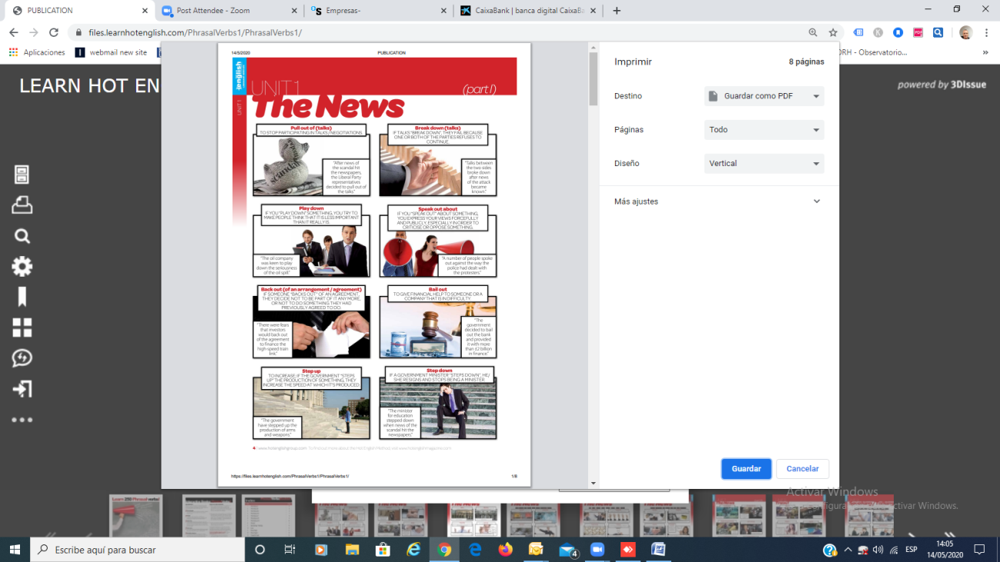 PUBLICATION
Post Attendee - Zoom
Empresas-
CaixaBank | banca digital CaixaBa
files.learnhotenglish.com/PhrasalVerbs1/PhrasalVerbs1/
Aplicaciones
webmail new site
ORH - Observatorio...
LEARN HOT EN
powered by 3DIssue
14/5/2020
PUBLICATION
english
UNIT 1
UNIT 1
(part I)
The News
Pull out of (talks)
TO STOP PARTICIPATING IN TALKS / NEGOTIATIONS.
"After news of
the scandal hit
the newspapers,
the Liberal Party
representatives
decided to pull out of
the talks."
Break down (talks)
IF TALKS "BREAK DOWN", THEY FAIL BECAUSE
ONE OR BOTH OF THE PARTIES REFUSES TO
CONTINUE.
"Talks between
the two sides
broke down
after news
of the attack
became
known."
Play down
IF YOU "PLAY DOWN" SOMETHING, YOU TRY TO
MAKE PEOPLE THINK THAT IT IS LESS IMPORTANT
THAN IT REALLY IS.
"The oil company
was keen to play
down the seriousness
of the oil spill."
Speak out about
IF YOU "SPEAK OUT" ABOUT SOMETHING,
YOU EXPRESS YOUR VIEWS FORCEFULLY
AND PUBLICLY, ESPECIALLY IN ORDER TO
CRITICISE OR OPPOSE SOMETHING.
"A number of people spoke
out against the way the
police had dealt with
the protesters."
Back out (of an arrangement / agreement)
IF SOMEONE "BACKS OUT" OF AN AGREEMENT,
THEY DECIDE NOT TO BE PART OF IT ANY MORE,
OR NOT TO DO SOMETHING THEY HAD
PREVIOUSLY AGREED TO DO.
"There were fears
that investors
would back out
of the agreement
to finance the
high-speed train
link."
Bail out
TO GIVE FINANCIAL HELP TO SOMEONE OR A
COMPANY THAT IS IN DIFFICULTY.
"The
government
decided to bail
out the bank
and provided
it with more
than £2 billion
in finance."
Step up
TO INCREASE; IF THE GOVERNMENT "STEPS
UP" THE PRODUCTION OF SOMETHING, THEY
INCREASE THE SPEED AT WHICH IT'S PRODUCED.
"The government
have stepped up the
production of arms
and weapons."
Step down
IF A GOVERNMENT MINISTER "STEPS DOWN", HE/
SHE RESIGNS AND STOPS BEING A MINISTER.
"The minister
for education
stepped down
when news of the
scandal hit the
newspapers."
4 / www.hotenglishgroup.com To find out more about the Hot English Method, visit www.hotenglishmagazine.com
https://files.learnhotenglish.com/PhrasalVerbs1/PhrasalVerbs1/
1/8
Imprimir
8 páginas
Destino
Guardar como PDF
Páginas
Todo
Diseño
Vertical
Más ajustes
Guardar
Cancelar
Activar Windows
Activar Windows.
Escribe aquí para buscar
4
ESP
14:05
14/05/2020